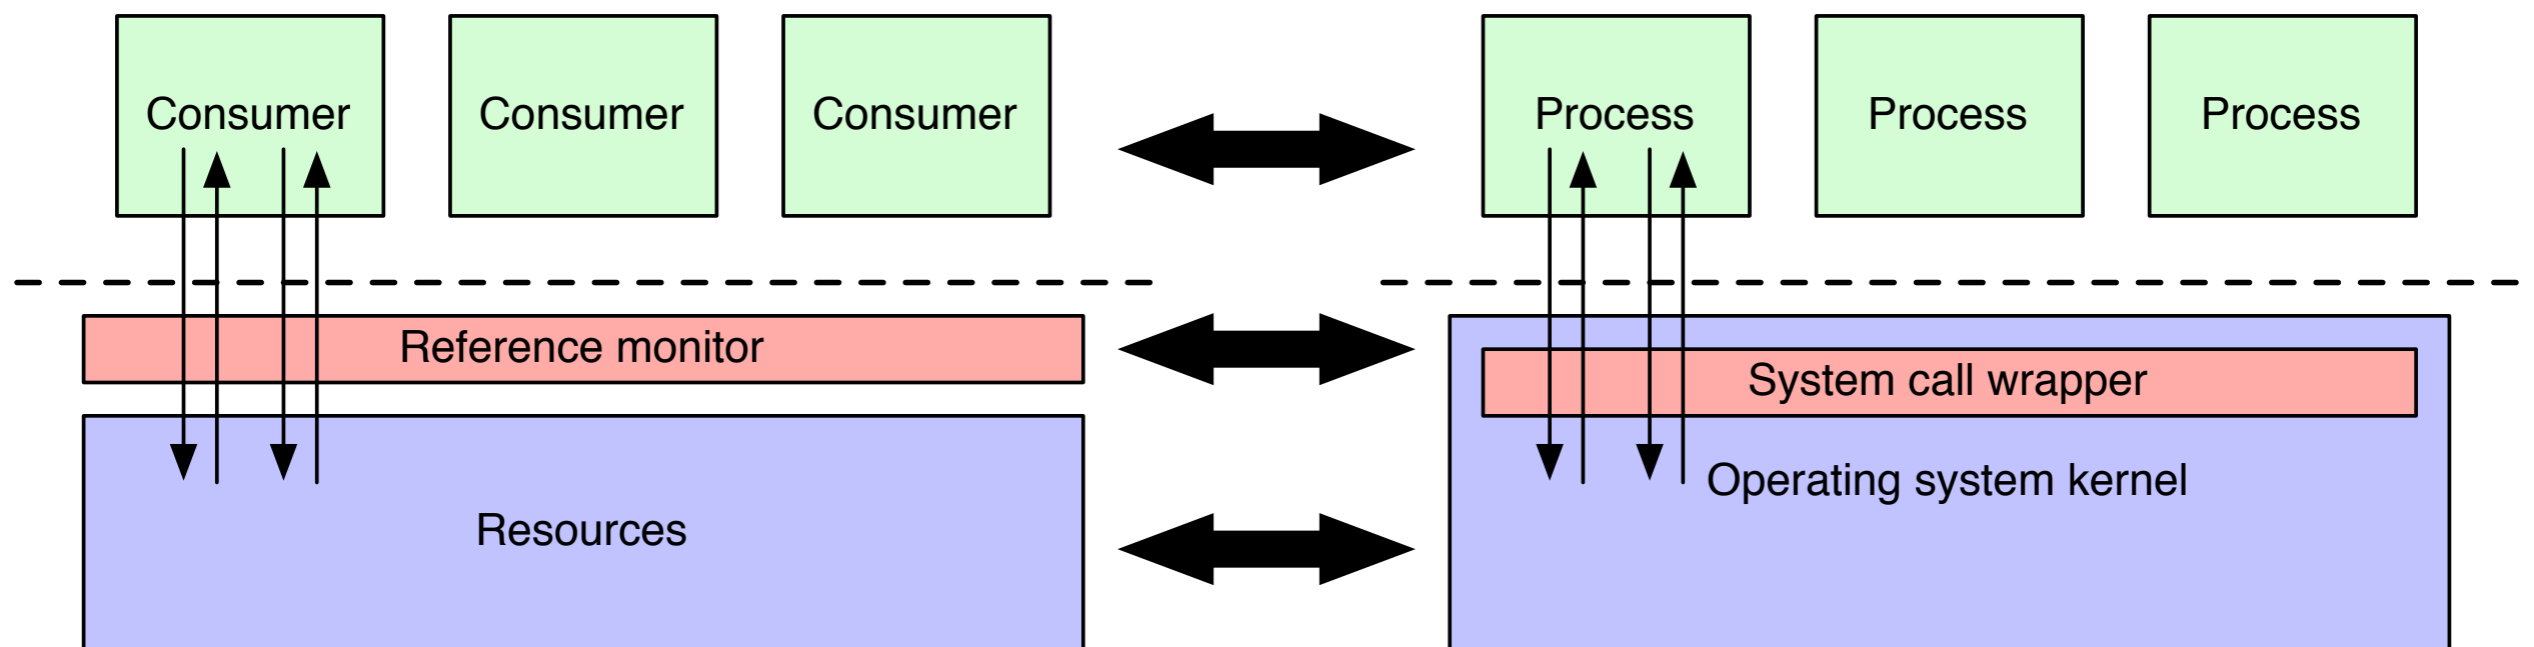 Consumer
Consumer
Consumer
Process
Process
Process
Reference monitor
System call wrapper
Operating system kernel
Resources